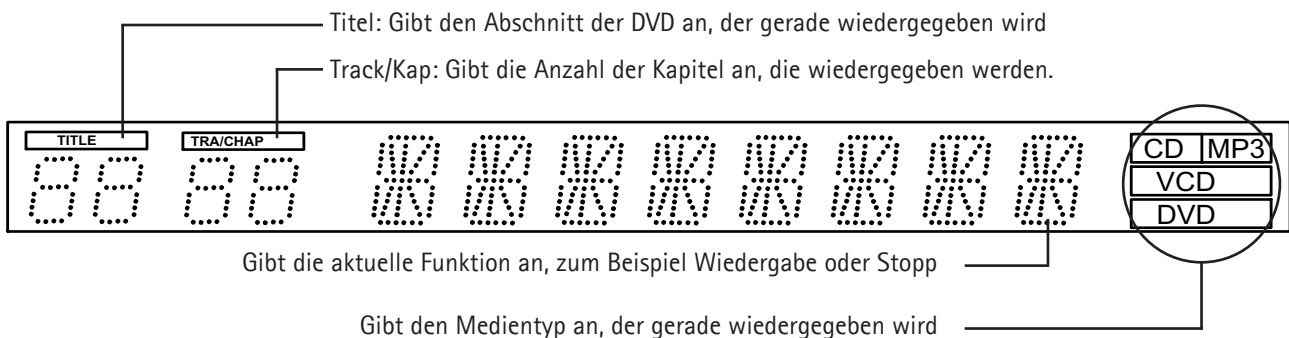 Titel: Gibt den Abschnitt der DVD an, der gerade wiedergegeben wird
Track/Kap: Gibt die Anzahl der Kapitel an, die wiedergegeben werden.
TITLE
TRA/CHAP
CD MP3
VCD
DVD
Gibt die aktuelle Funktion an, zum Beispiel Wiedergabe oder Stopp
Gibt den Medientyp an, der gerade wiedergegeben wird